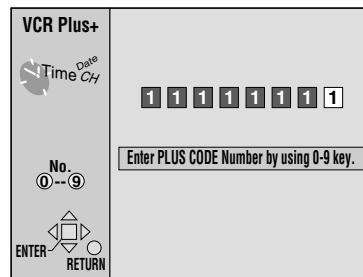 VCR Plus+
Date
Time CH
1 1 1 1 1 1 1 1
Enter PLUS CODE Number by using 0-9 key.
No.
0--9
ENTER
RETURN